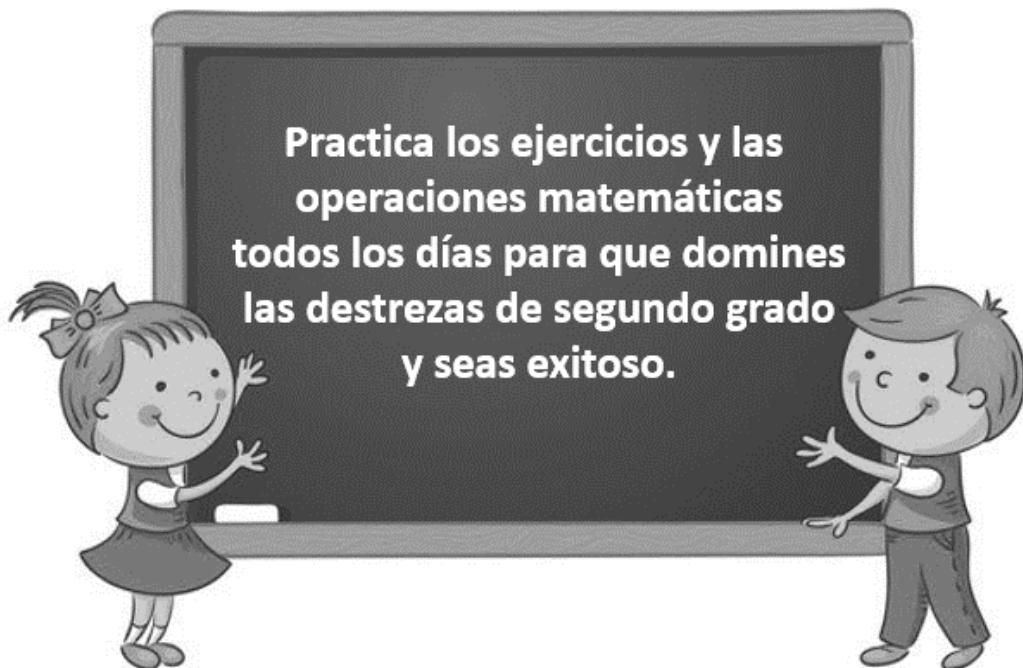 Practica los ejercicios y las
operaciones matemáticas
todos los días para que domines
las destrezas de segundo grado
y seas exitoso.